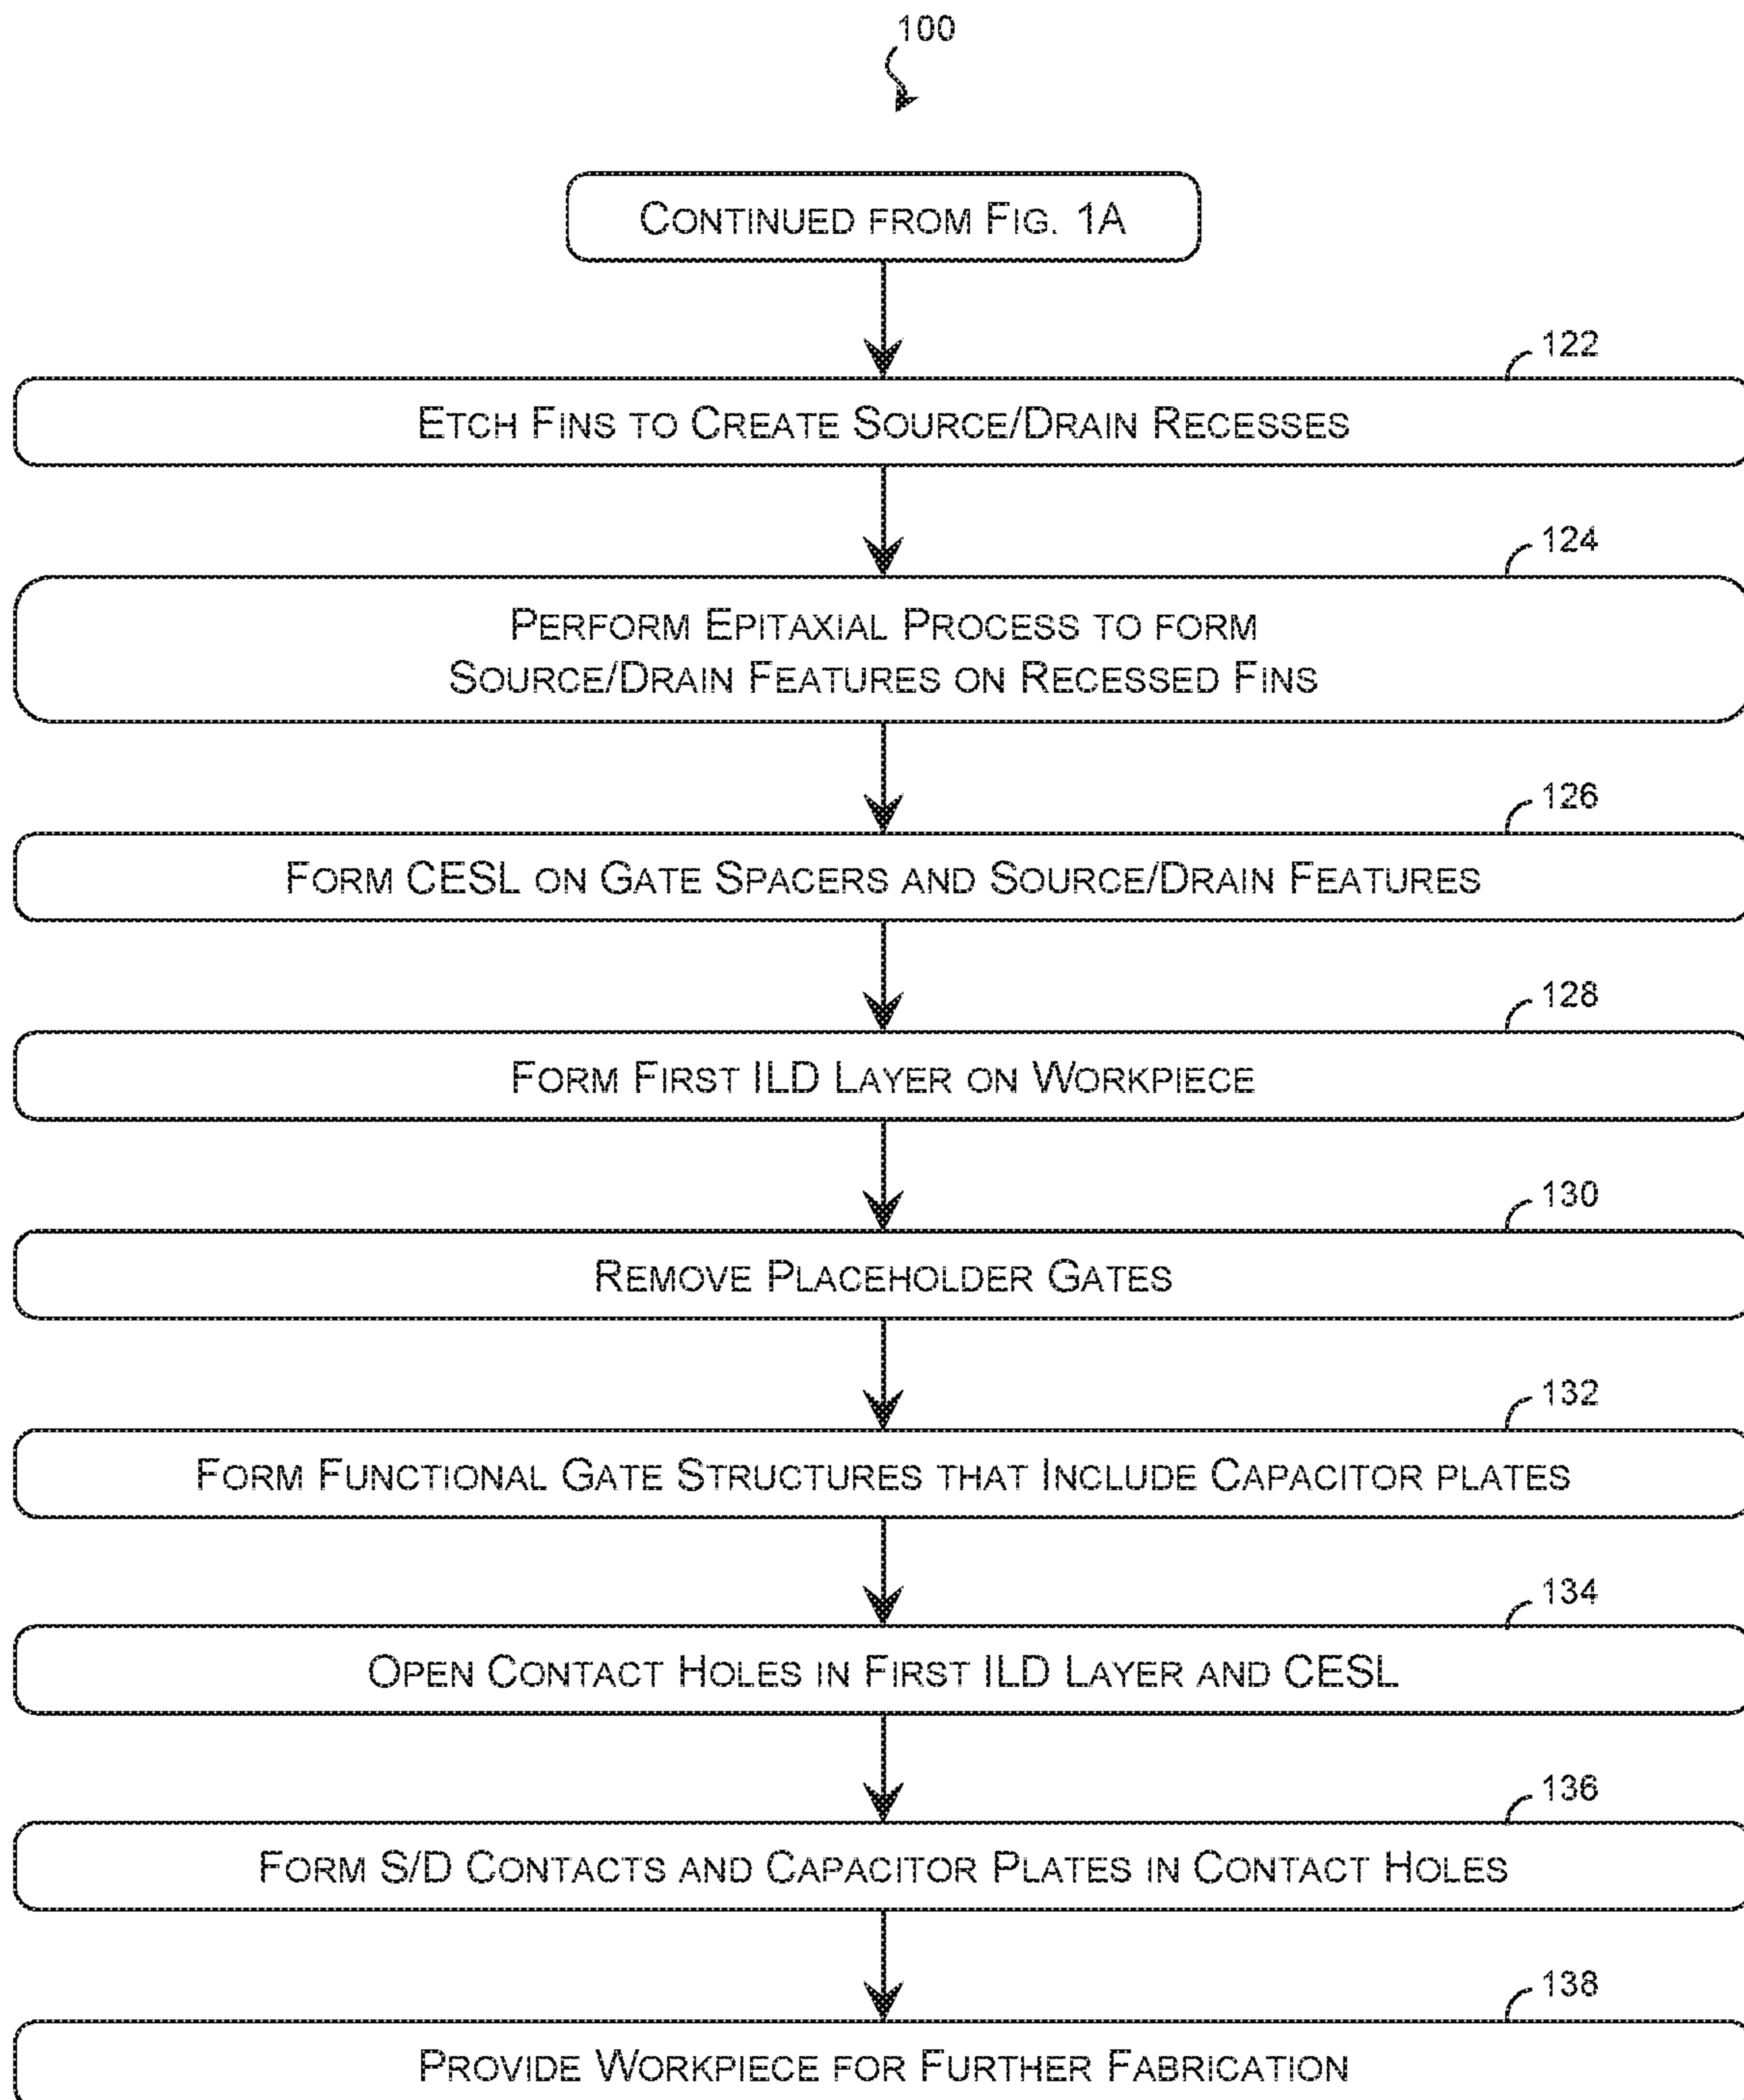 100
CONTINUED FROM FIG. 1A
122
ETCH FINS TO CREATE SOURCE/DRAIN RECESSES
124
PERFORM EPITAXIAL PROCESS TO FORM
SOURCE/DRAIN FEATURES ON RECESSED FINS
126
FORM CESL ON GATE SPACERS AND SOURCE/DRAIN FEATURES
128
FORM FIRST ILD LAYER ON WORKPIECE
130
REMOVE PLACEHOLDER GATES
132
FORM FUNCTIONAL GATE STRUCTURES THAT INCLUDE CAPACITOR PLATES
134
OPEN CONTACT HOLES IN FIRST ILD LAYER AND CESL
136
FORM S/D CONTACTS AND CAPACITOR PLATES IN CONTACT HOLES
138
PROVIDE WORKPIECE FOR FURTHER FABRICATION